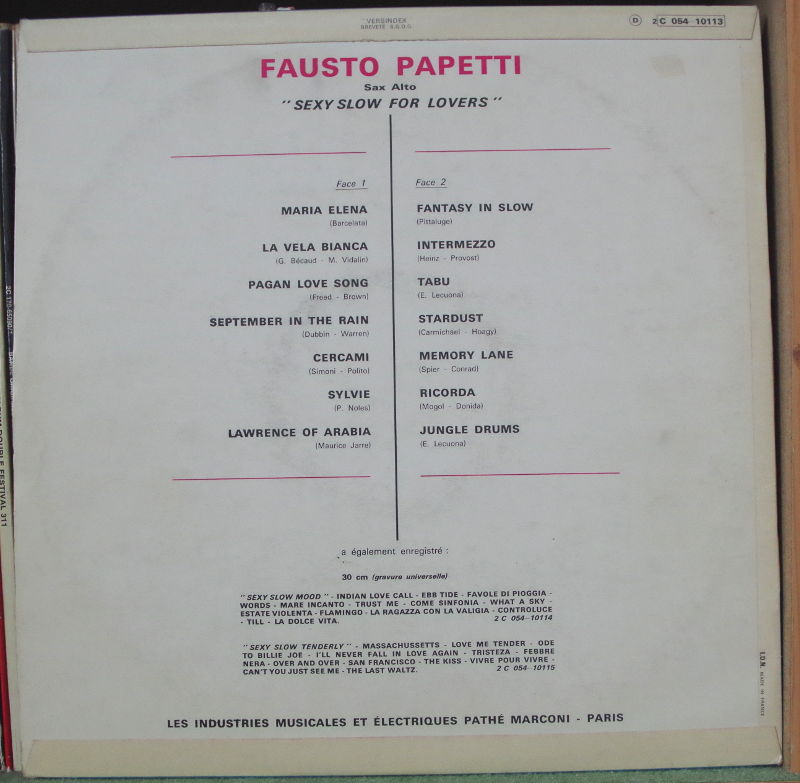 "VERSINDEX
BREVETÉ S.G.D.G.
D 2C 054-10113
FAUSTO PAPETTI
Sax Alto
"SEXY SLOW FOR LOVERS"
Face 1
MARIA ELENA
(Barcelata)
LA VELA BIANCA
(G. Bécaud - M. Vidalin)
PAGAN LOVE SONG
(Freed - Brown)
SEPTEMBER IN THE RAIN
(Dubbin - Warren)
CERCAMI
(Simoni - Polito)
SYLVIE
(P. Noles)
LAWRENCE OF ARABIA
(Maurice Jarre)
Face 2
FANTASY IN SLOW
(Pittaluge)
INTERMEZZO
(Heinz - Provost)
TABU
(E. Lecuona)
STARDUST
(Carmichael - Hoagy)
MEMORY LANE
(Spier - Conrad)
RICORDA
(Mogol - Donida)
JUNGLE DRUMS
(E. Lecuona)
a également enregistré :
30 cm (gravure universelle)
"SEXY SLOW MOOD" - INDIAN LOVE CALL - EBB TIDE - FAVOLE DI PIOGGIA -
WORDS - MARE INCANTO - TRUST ME - COME SINFONIA - WHAT A SKY -
ESTATE VIOLENTA - FLAMINGO - LA RAGAZZA CON LA VALIGIA - CONTROLUCE
- TILL - LA DOLCE VITA. 2 C 054-10114
"SEXY SLOW TENDERLY" - MASSACHUSSETTS - LOVE ME TENDER - ODE
TO BILLIE JOE - I'LL NEVER FALL IN LOVE AGAIN - TRISTEZA - FEBBRE
NERA - OVER AND OVER - SAN FRANCISCO - THE KISS - VIVRE POUR VIVRE -
CAN'T YOU JUST SEE ME - THE LAST WALTZ. 2 C 054-10115
LES INDUSTRIES MUSICALES ET ÉLECTRIQUES PATHÉ MARCONI - PARIS
I.D.N. MADE IN FRANCE
DOUBLE FESTIVAL 311